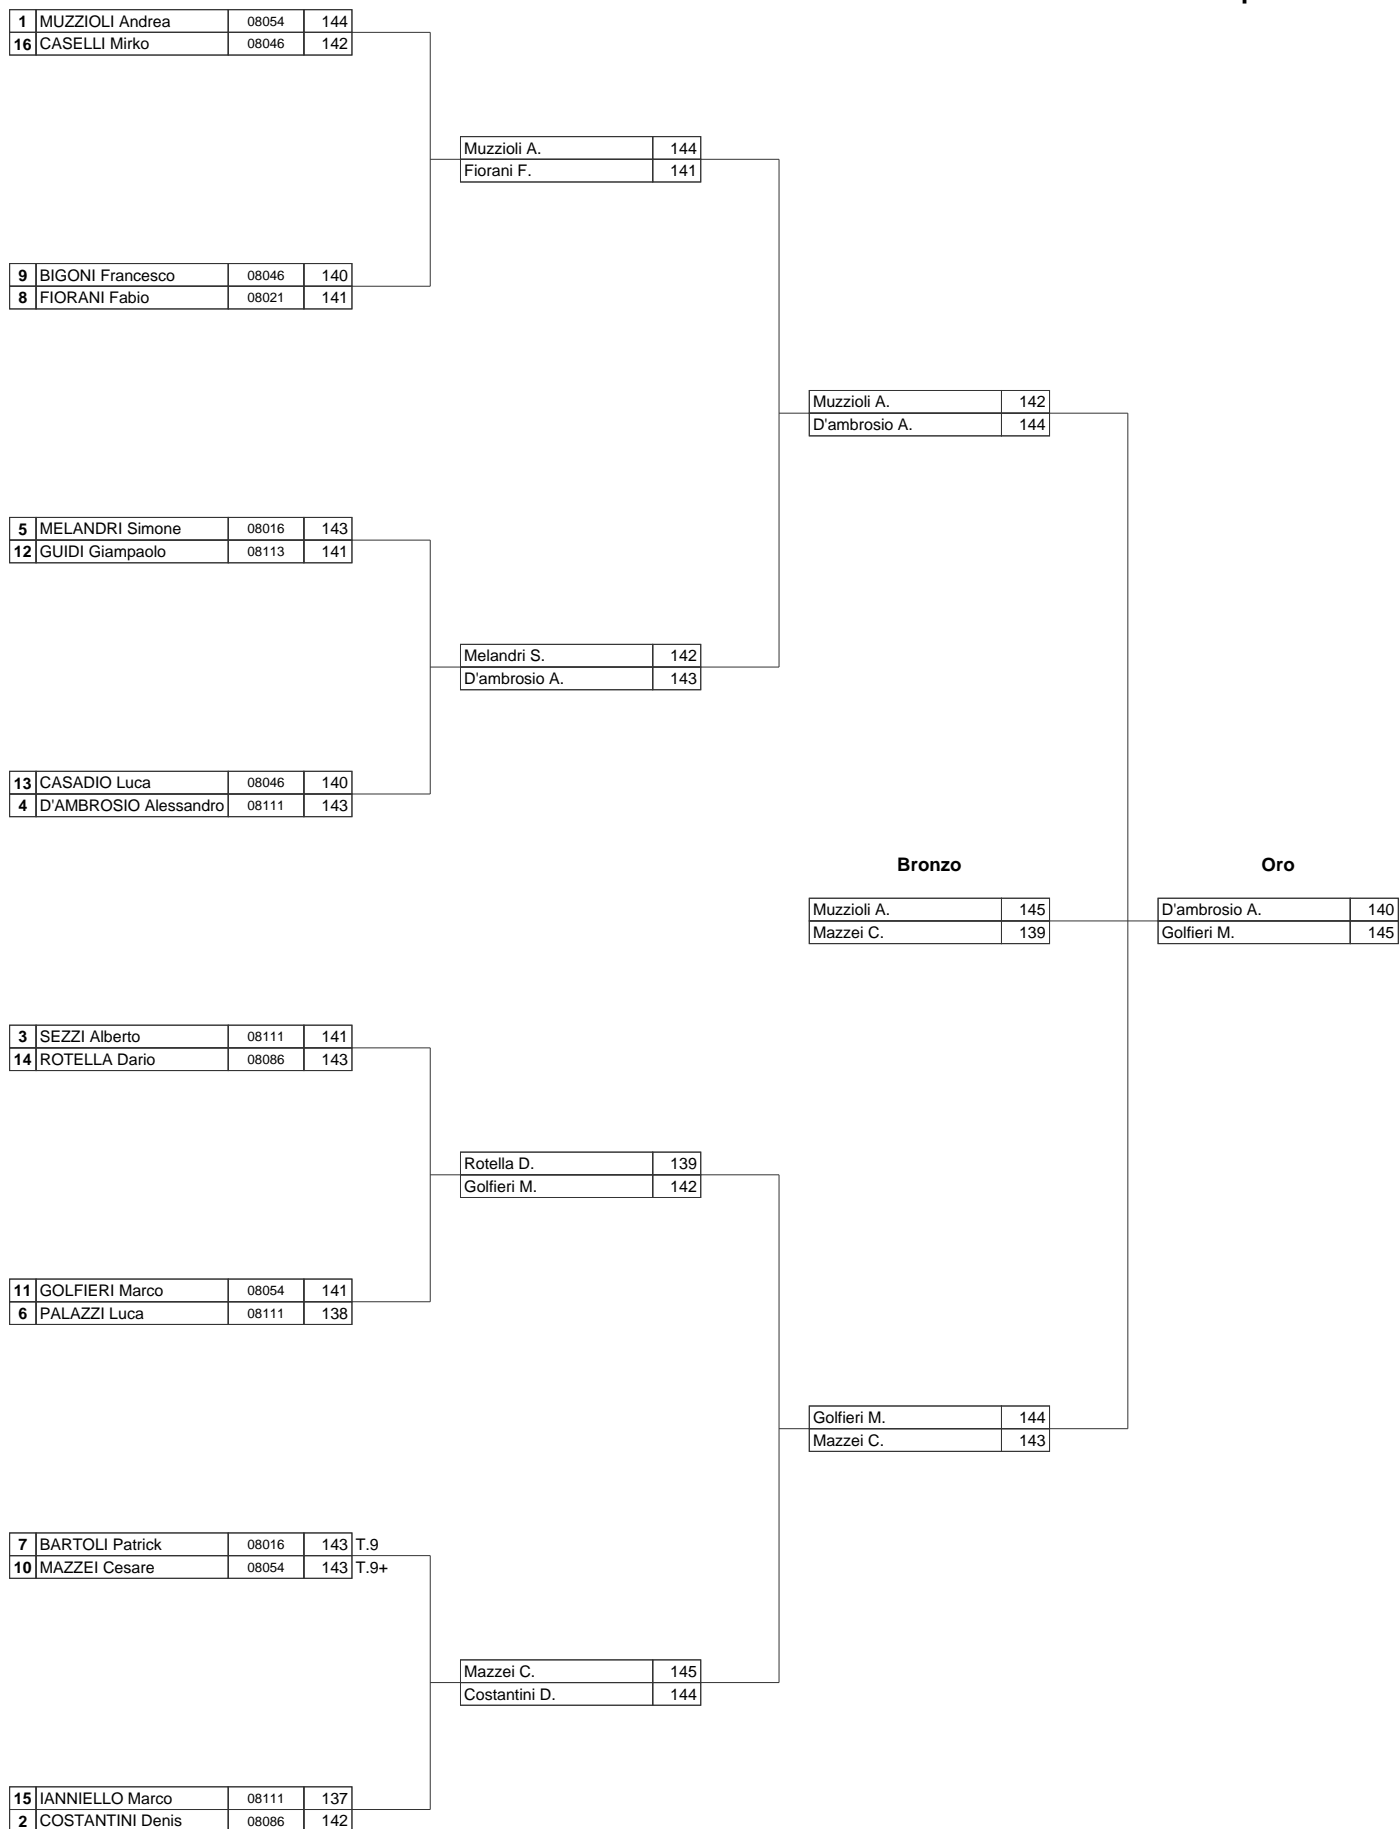 1 MUZZIOLI Andrea 08054 144
16 CASELLI Mirko 08046 142
Muzzioli A. 144
Fiorani F. 141
9 BIGONI Francesco 08046 140
8 FIORANI Fabio 08021 141
Muzzioli A. 142
D'ambrosio A. 144
5 MELANDRI Simone 08016 143
12 GUIDI Giampaolo 08113 141
Melandri S. 142
D'ambrosio A. 143
13 CASADIO Luca 08046 140
4 D'AMBROSIO Alessandro 08111 143
Bronzo Oro
Muzzioli A. 145 D'ambrosio A. 140
Mazzei C. 139 Golfieri M. 145
3 SEZZI Alberto 08111 141
14 ROTELLA Dario 08086 143
Rotella D. 139
Golfieri M. 142
11 GOLFIERI Marco 08054 141
6 PALAZZI Luca 08111 138
Golfieri M. 144
Mazzei C. 143
7 BARTOLI Patrick 08016 143 T.9
10 MAZZEI Cesare 08054 143 T.9+
Mazzei C. 145
Costantini D. 144
15 IANNIELLO Marco 08111 137
2 COSTANTINI Denis 08086 142